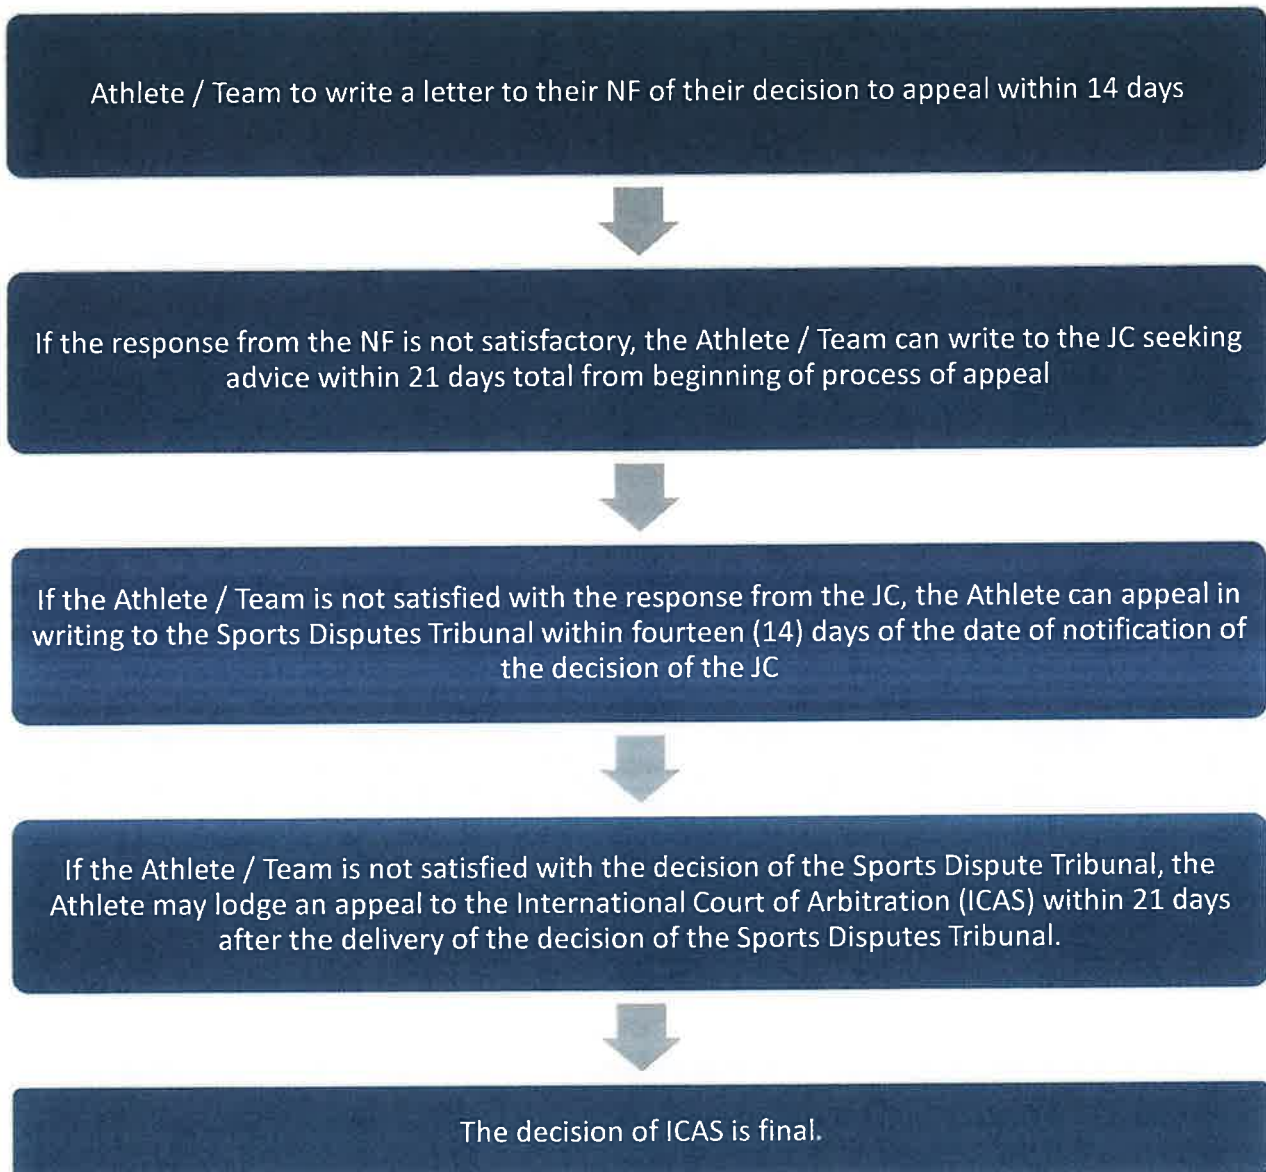 Athlete / Team to write a letter to their NF of their decision to appeal within 14 days
If the response from the NF is not satisfactory, the Athlete / Team can write to the JC seeking
advice within 21 days total from beginning of process of appeal
If the Athlete / Team is not satisfied with the response from the JC, the Athlete can appeal in
writing to the Sports Disputes Tribunal within fourteen (14) days of the date of notification of
the decision of the JC
If the Athlete / Team is not satisfied with the decision of the Sports Dispute Tribunal, the
Athlete may lodge an appeal to the International Court of Arbitration (ICAS) within 21 days
after the delivery of the decision of the Sports Disputes Tribunal.
The decision of ICAS is final.